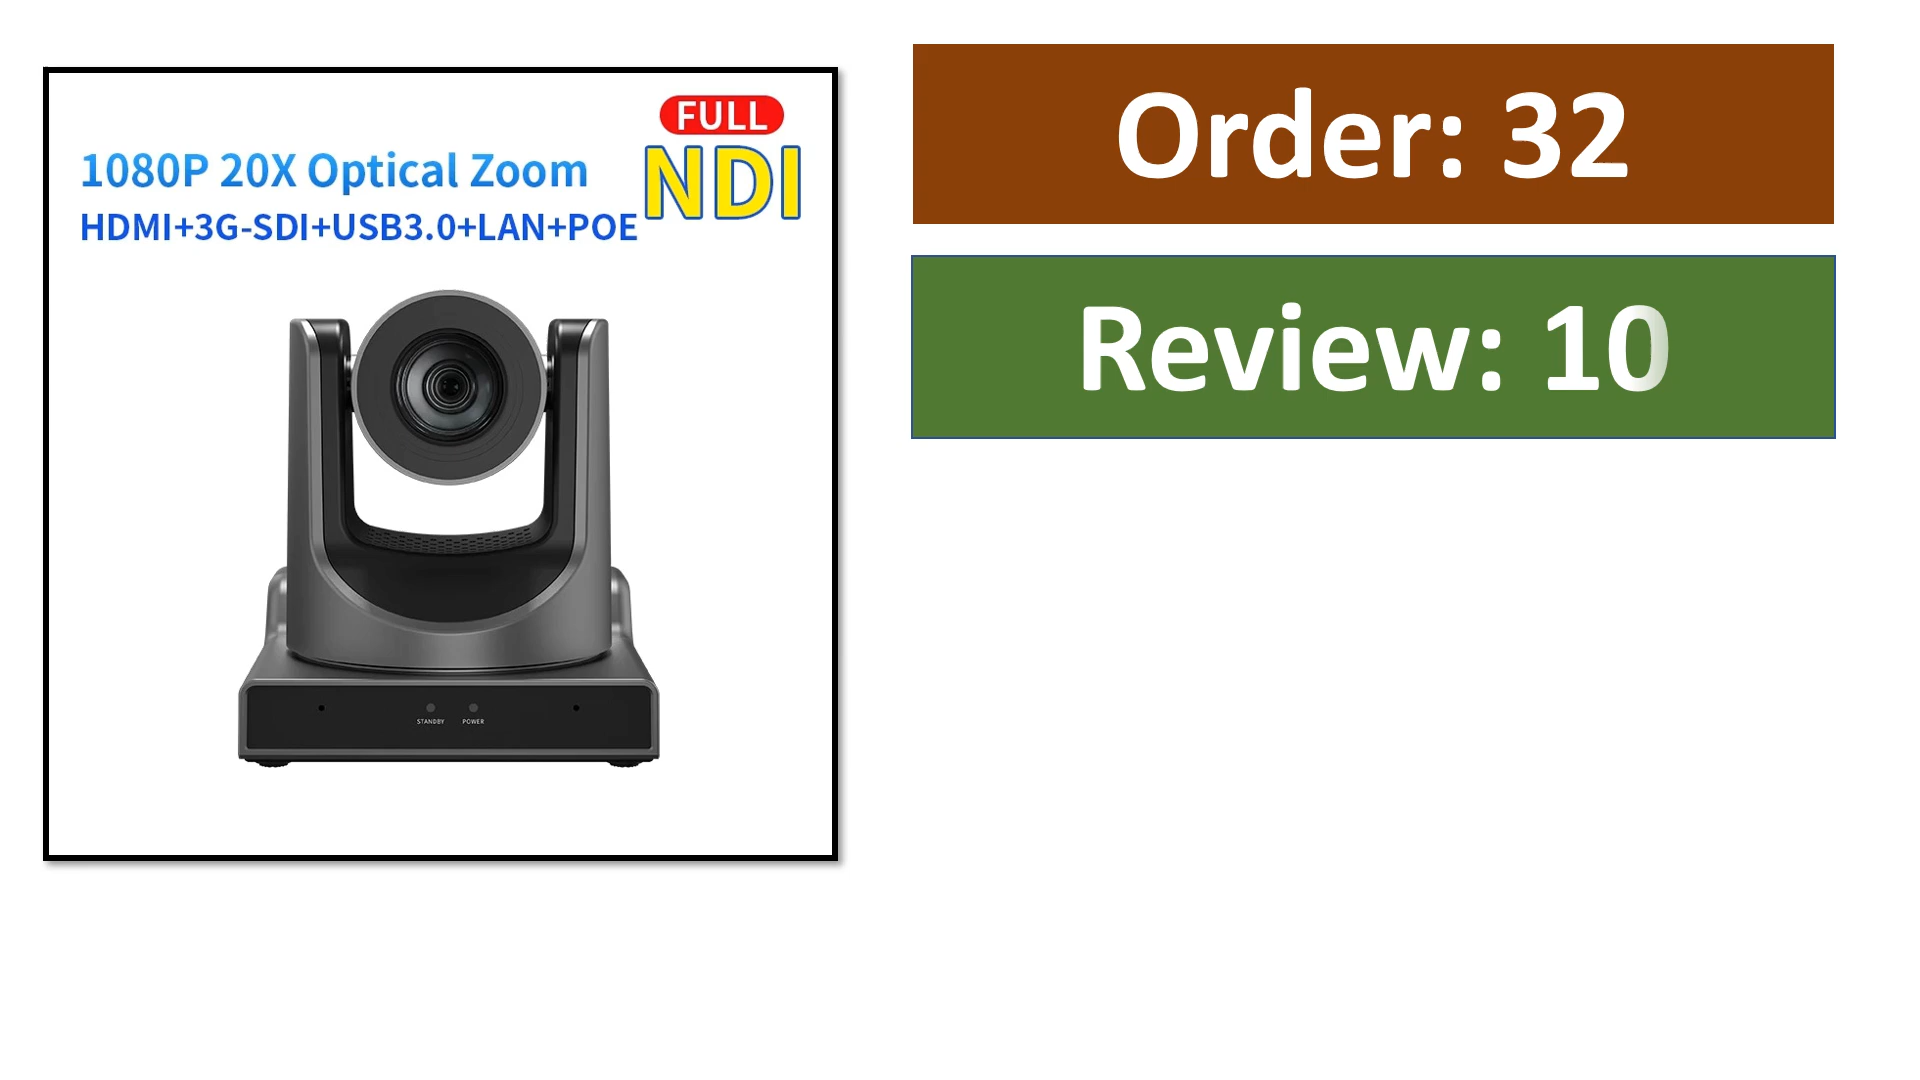 FULL
NDI
1080P 20X Optical Zoom
HDMI+3G-SDI+USB3.0+LAN+POE
STANDBY POWER
Order: 32
Review: 10